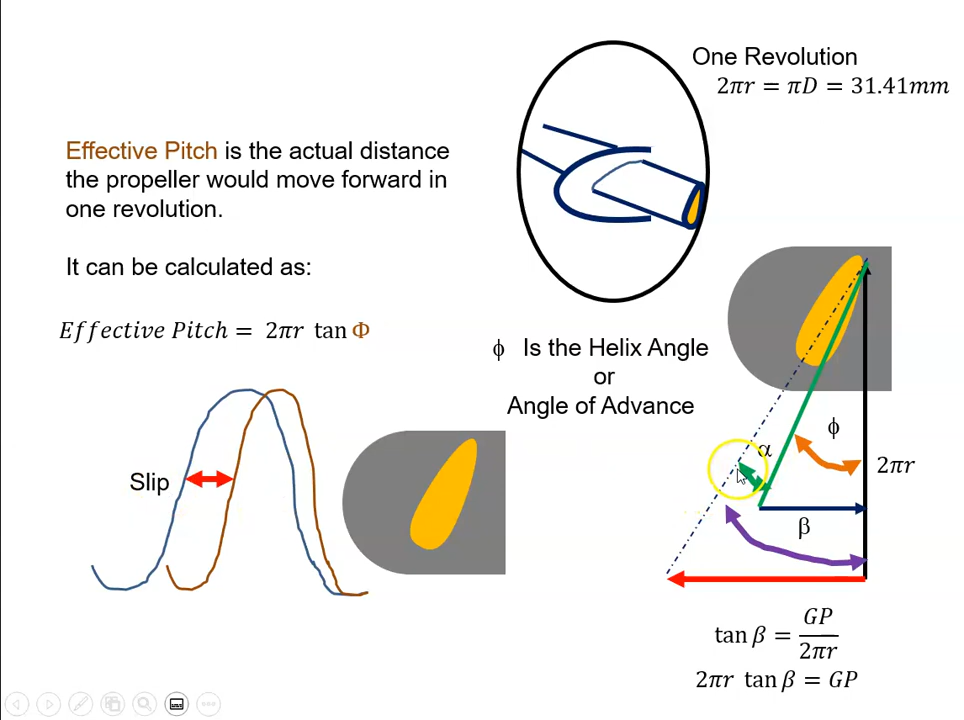 One Revolution
2πr = πD = 31.41mm
Effective Pitch is the actual distance
the propeller would move forward in
one revolution.
It can be calculated as:
Effective Pitch = 2πr tan Φ
ϕ Is the Helix Angle
or
Angle of Advance
Slip
α
ϕ
2πr
β
tan β = GP / 2πr
2πr tan β = GP